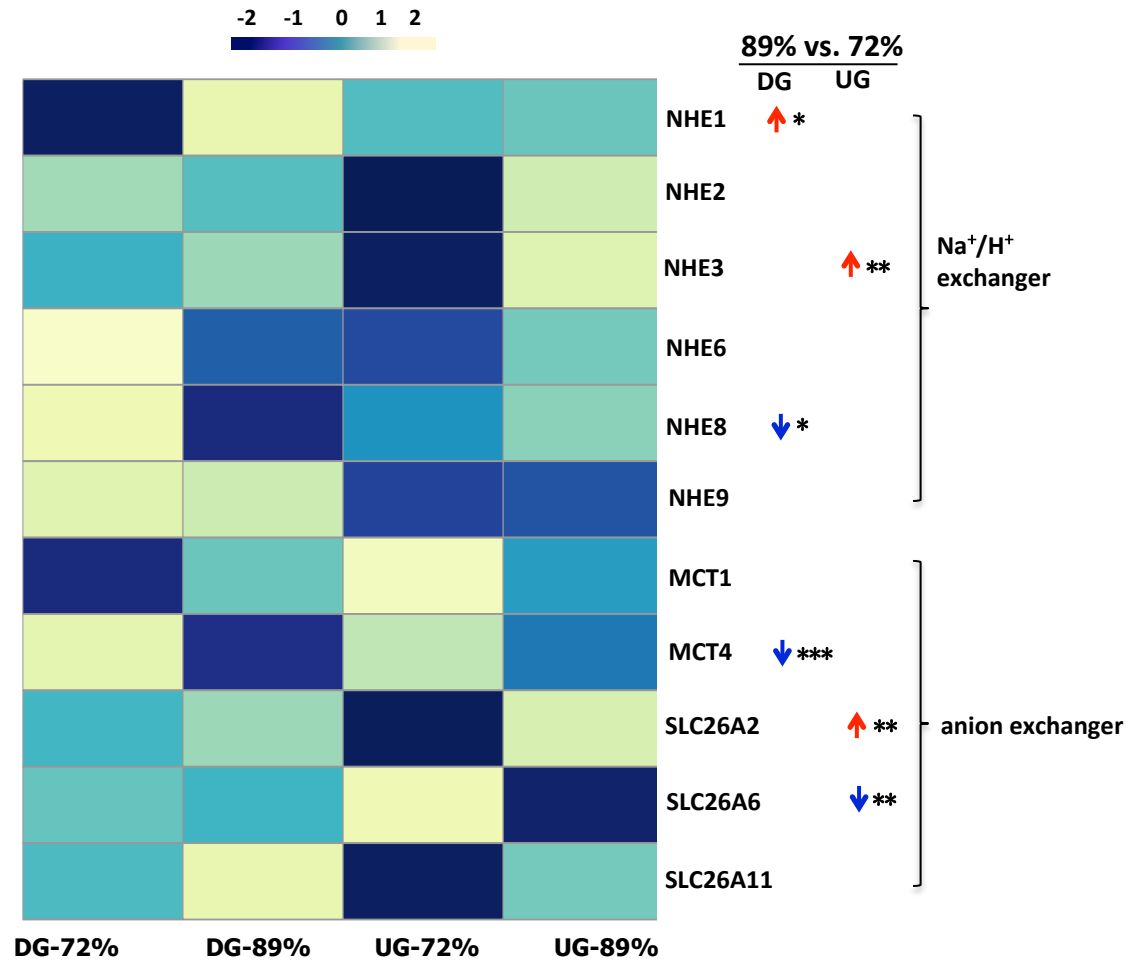 -2 -1 0 1 2
89% vs. 72%
DG UG
NHE1 *
NHE2
NHE3 **
NHE6
NHE8 *
NHE9
Na⁺/H⁺
exchanger
MCT1
MCT4 ***
SLC26A2 **
SLC26A6 **
SLC26A11
anion exchanger
DG-72% DG-89% UG-72% UG-89%